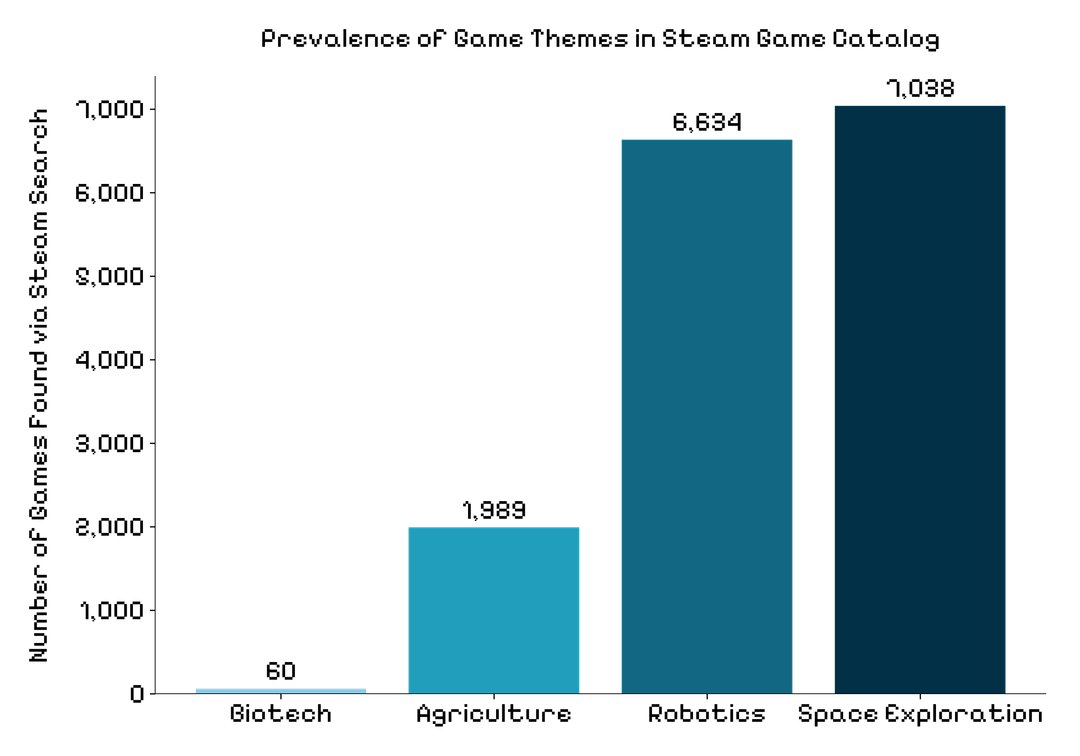 Prevalence of Game Themes in Steam Game Catalog
Number of Games Found via Steam Search
7,000
6,000
5,000
4,000
3,000
2,000
1,000
0
60
1,989
6,634
7,038
Biotech
Agriculture
Robotics
Space Exploration